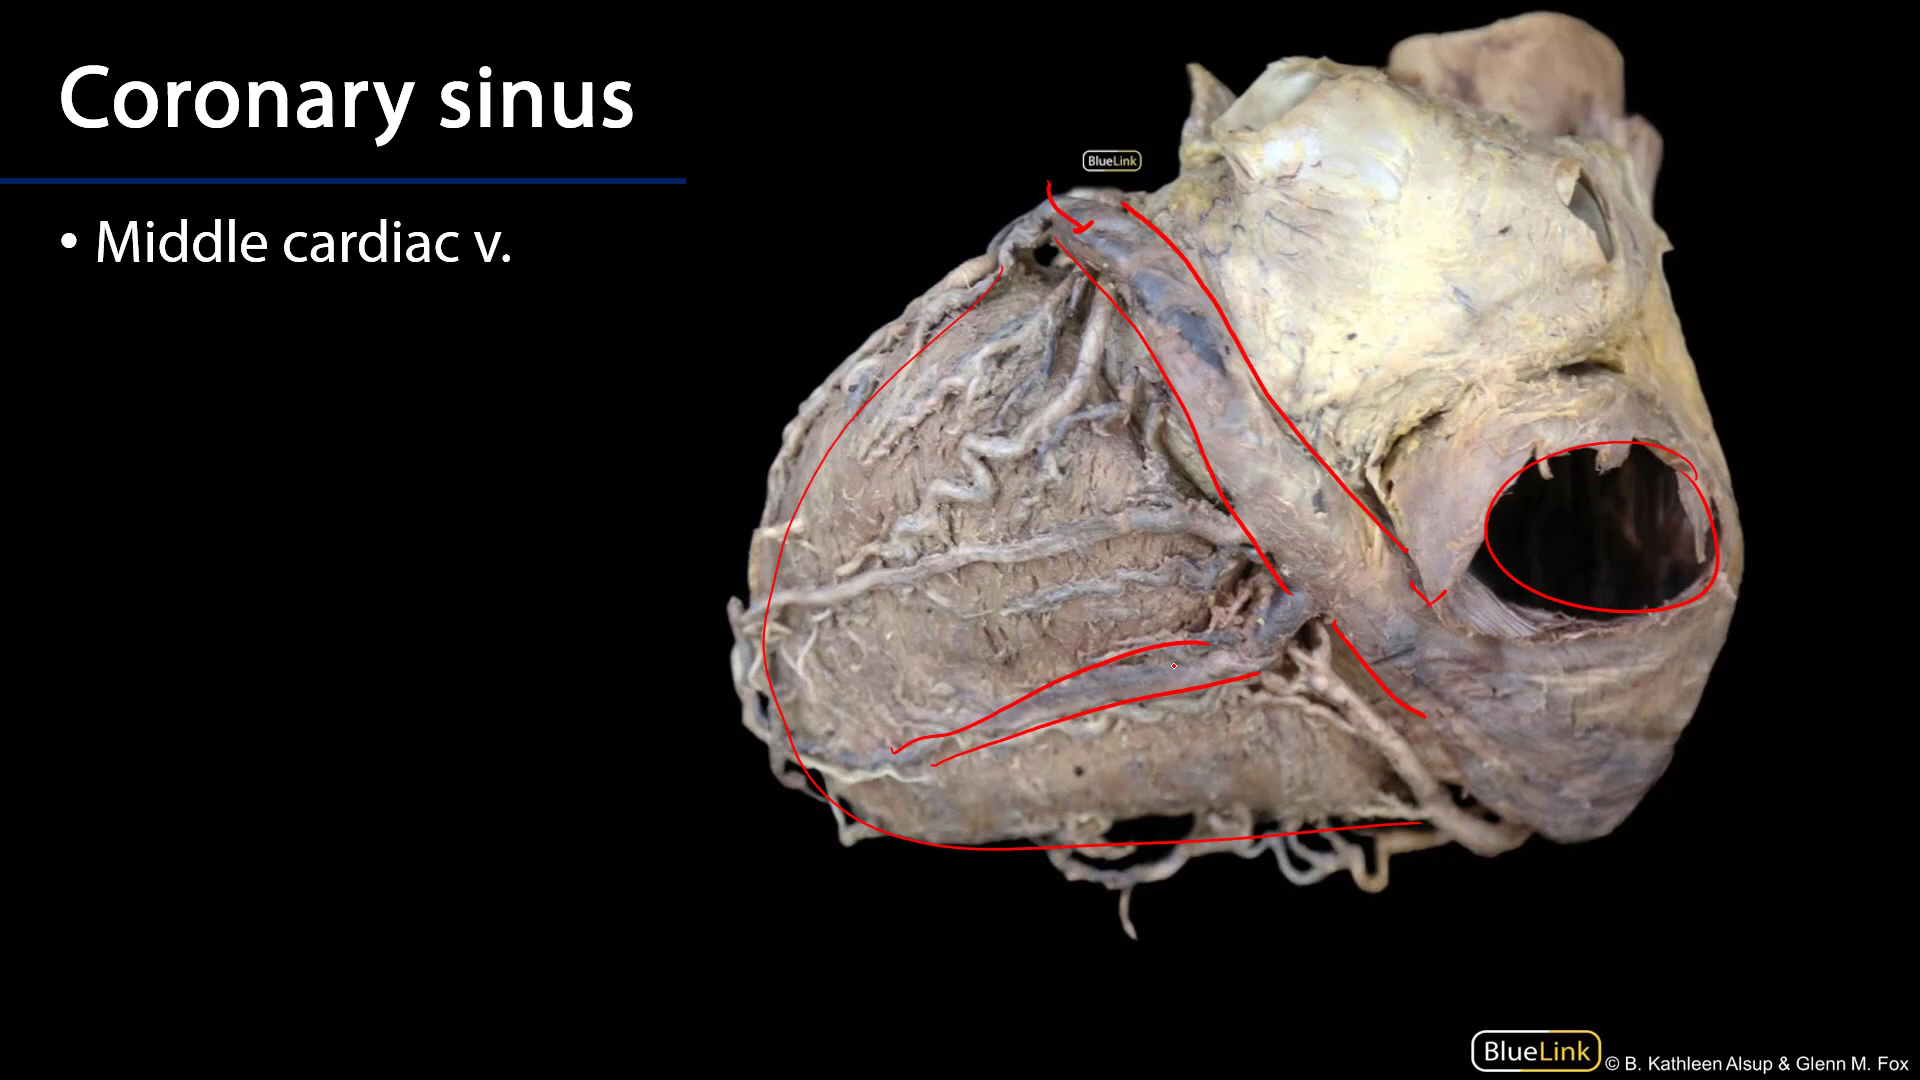 Coronary sinus
BlueLink
• Middle cardiac v.
BlueLink © B. Kathleen Alsup & Glenn M. Fox